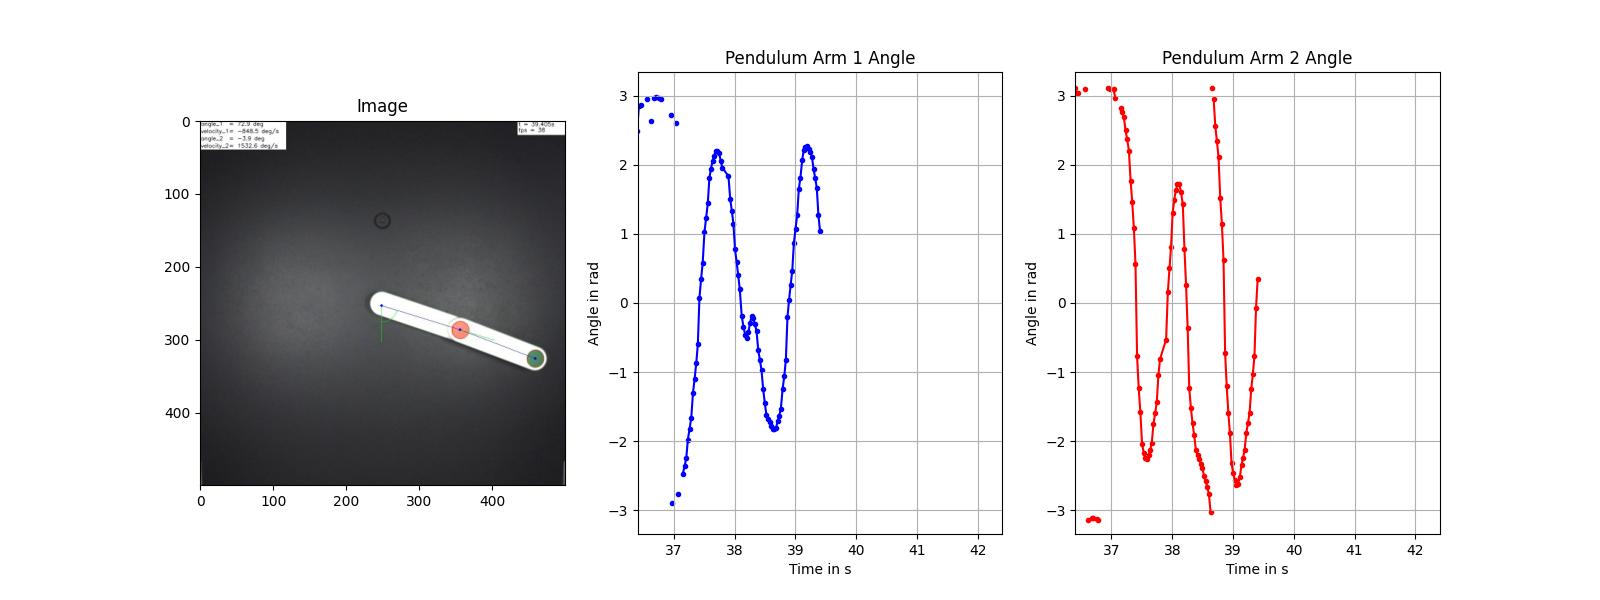 Image
angle_1 = 72.9 deg
velocity_1= -848.5 deg/s
angle_2 = -3.9 deg
velocity_2= 1532.6 deg/s
t = 39.405s
fps = 38
0
100
200
300
400
0 100 200 300 400
Pendulum Arm 1 Angle
Angle in rad
3
2
1
0
−1
−2
−3
37 38 39 40 41 42
Time in s
Pendulum Arm 2 Angle
Angle in rad
3
2
1
0
−1
−2
−3
37 38 39 40 41 42
Time in s